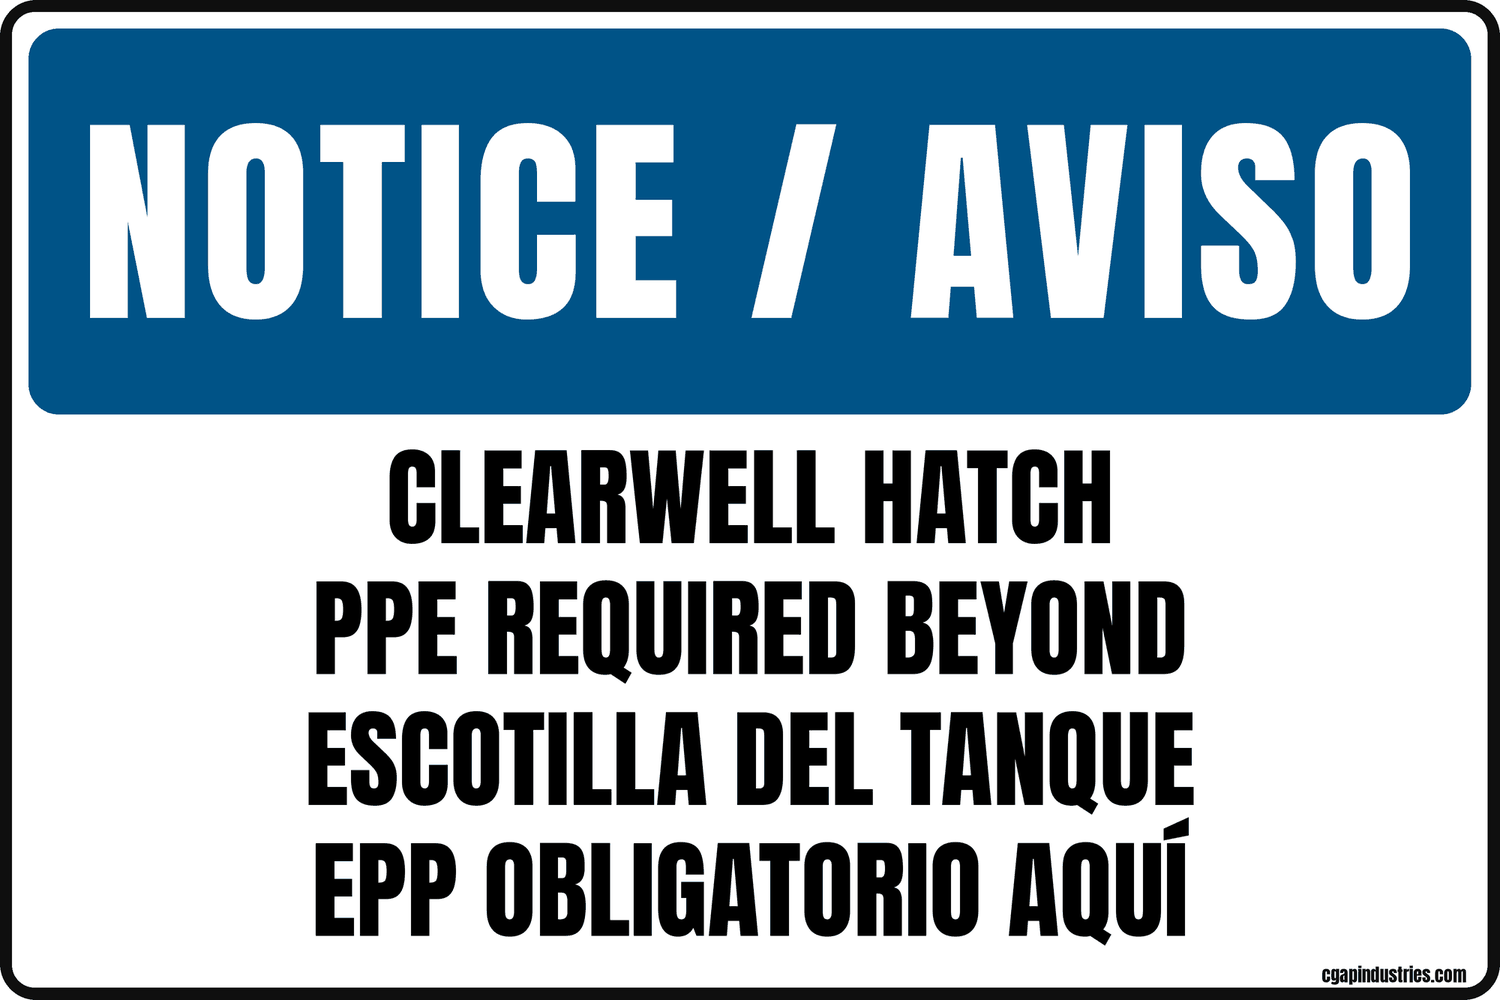 NOTICE / AVISO
CLEARWELL HATCH
PPE REQUIRED BEYOND
ESCOTILLA DEL TANQUE
EPP OBLIGATORIO AQUÍ
cgapindustries.com